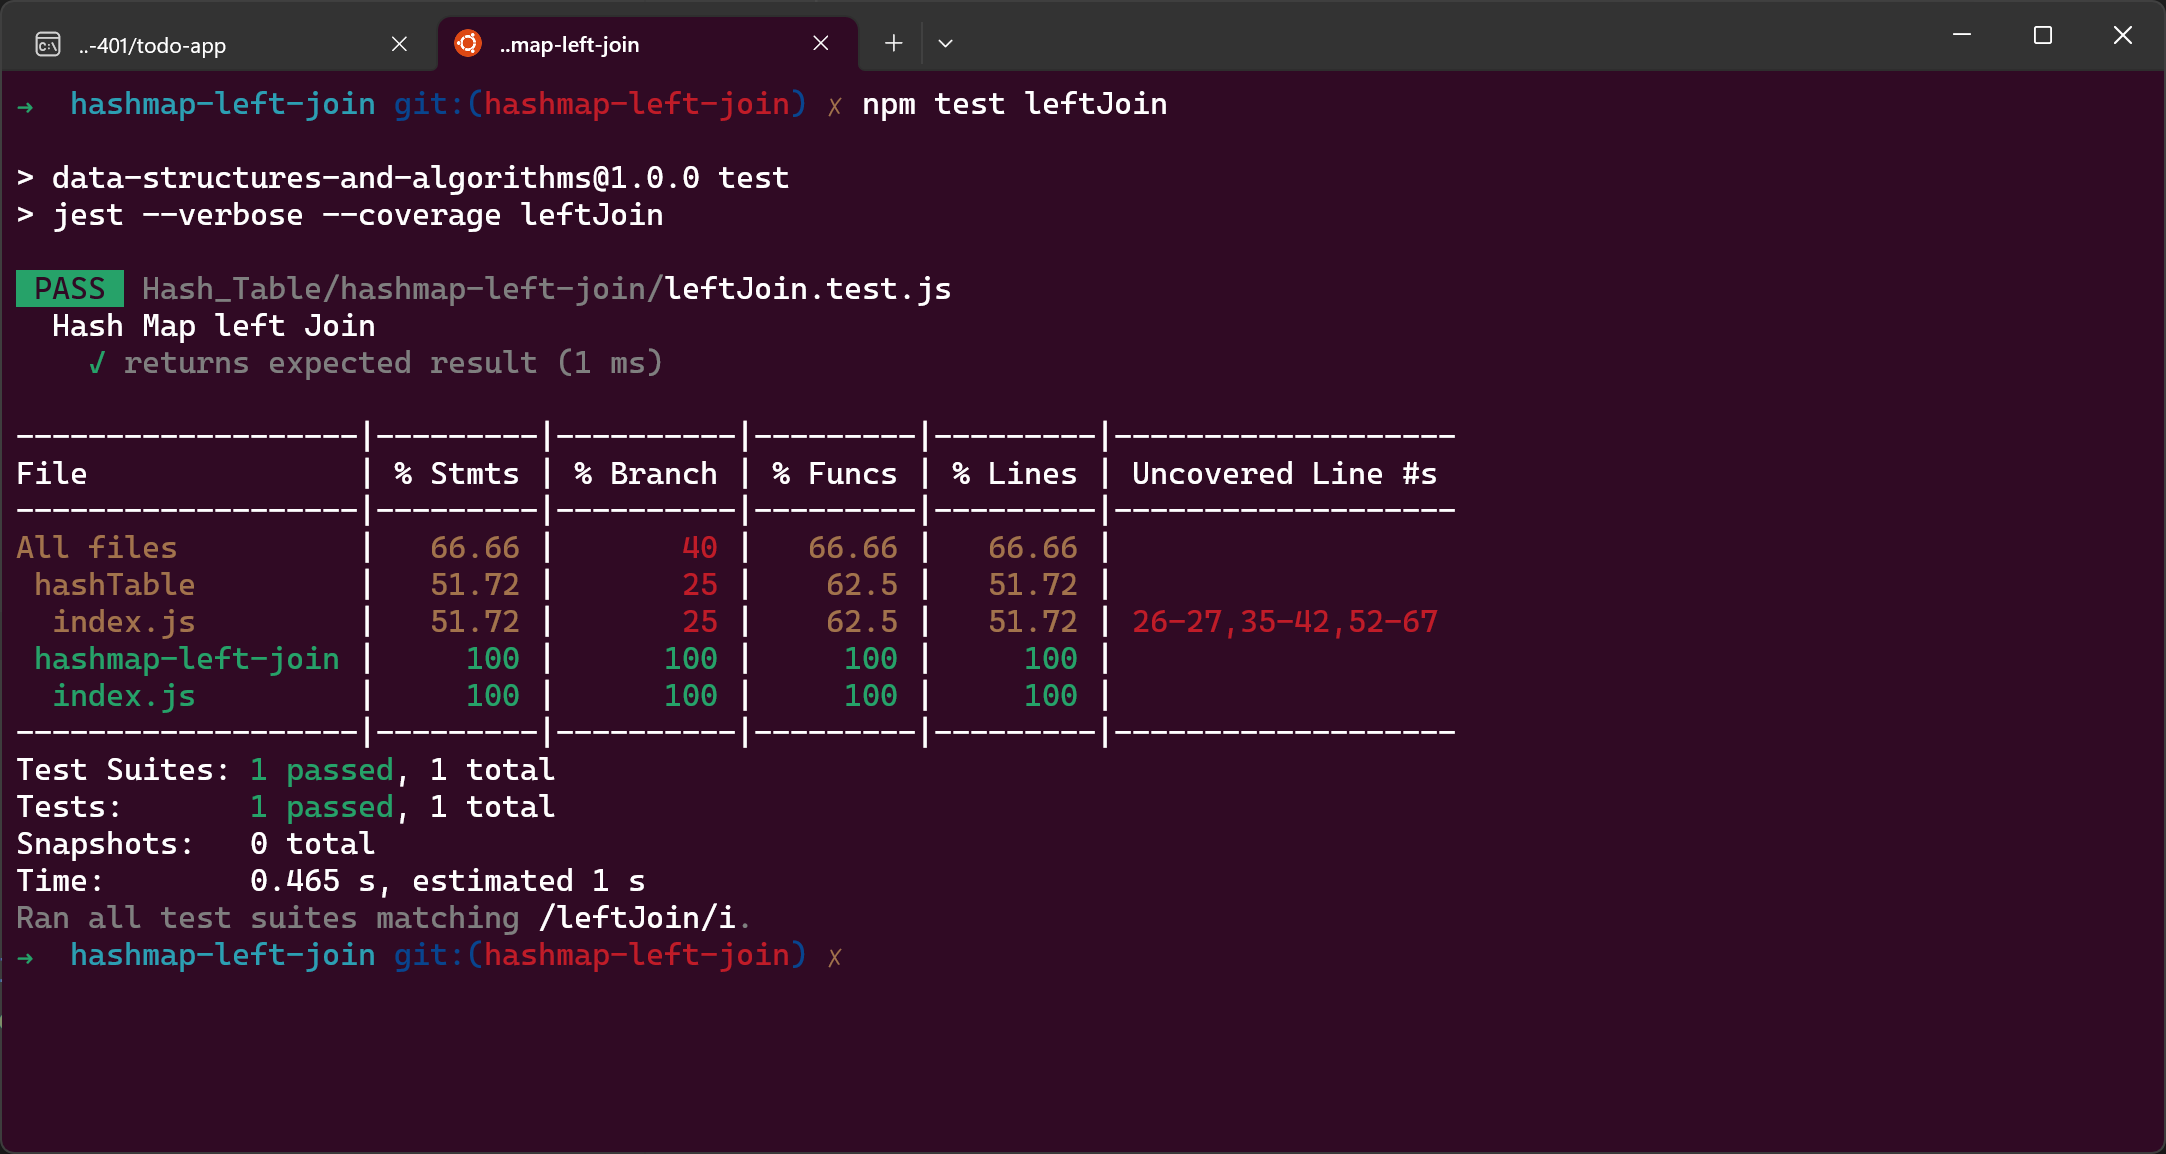 ..-401/todo-app ..map-left-join
→ hashmap-left-join git:(hashmap-left-join) ✗ npm test leftJoin
> data-structures-and-algorithms@1.0.0 test
> jest --verbose --coverage leftJoin
PASS Hash_Table/hashmap-left-join/leftJoin.test.js
Hash Map left Join
√ returns expected result (1 ms)
-------------------|---------|----------|---------|---------|-------------------
File | % Stmts | % Branch | % Funcs | % Lines | Uncovered Line #s
-------------------|---------|----------|---------|---------|-------------------
All files | 66.66 | 40 | 66.66 | 66.66 |
hashTable | 51.72 | 25 | 62.5 | 51.72 |
index.js | 51.72 | 25 | 62.5 | 51.72 | 26-27,35-42,52-67
hashmap-left-join | 100 | 100 | 100 | 100 |
index.js | 100 | 100 | 100 | 100 |
-------------------|---------|----------|---------|---------|-------------------
Test Suites: 1 passed, 1 total
Tests: 1 passed, 1 total
Snapshots: 0 total
Time: 0.465 s, estimated 1 s
Ran all test suites matching /leftJoin/i.
→ hashmap-left-join git:(hashmap-left-join) ✗